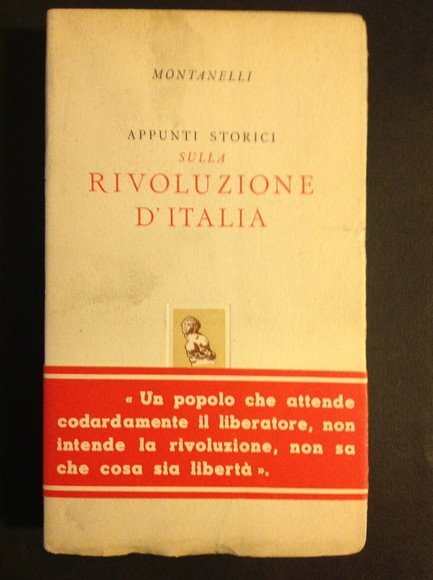 MONTANELLI
APPUNTI STORICI
SULLA
RIVOLUZIONE
D'ITALIA
« Un popolo che attende
codardamente il liberatore, non
intende la rivoluzione, non sa
che cosa sia libertà ».